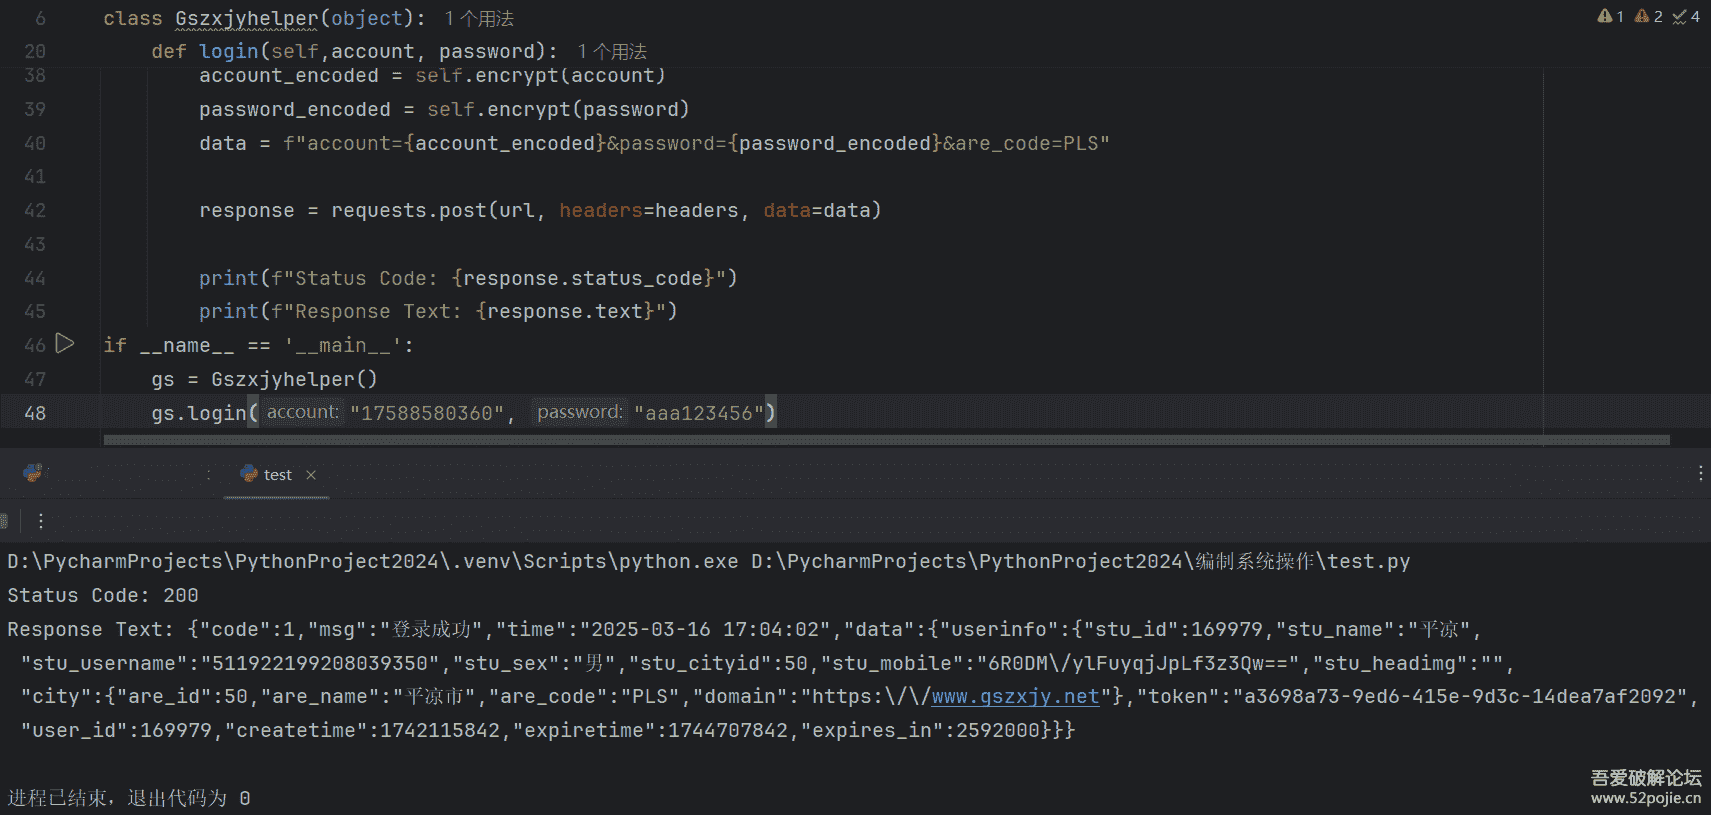 6 class Gszxjyhelper(object): 1 个用法
⚠1 ⚠2 ✓4
20 def login(self,account, password): 1 个用法
38 account_encoded = self.encrypt(account)
39 password_encoded = self.encrypt(password)
40 data = f"account={account_encoded}&password={password_encoded}&are_code=PLS"
41
42 response = requests.post(url, headers=headers, data=data)
43
44 print(f"Status Code: {response.status_code}")
45 print(f"Response Text: {response.text}")
46 if __name__ == '__main__':
47 gs = Gszxjyhelper()
48 gs.login( account: "17588580360", password: "aaa123456")
test ×
D:\PycharmProjects\PythonProject2024\.venv\Scripts\python.exe D:\PycharmProjects\PythonProject2024\编制系统操作\test.py
Status Code: 200
Response Text: {"code":1,"msg":"登录成功","time":"2025-03-16 17:04:02","data":{"userinfo":{"stu_id":169979,"stu_name":"平凉",
"stu_username":"511922199208039350","stu_sex":"男","stu_cityid":50,"stu_mobile":"6R0DM\/ylFuyqjJpLf3z3Qw==","stu_headimg":"",
"city":{"are_id":50,"are_name":"平凉市","are_code":"PLS","domain":"https:\/\/www.gszxjy.net"},"token":"a3698a73-9ed6-415e-9d3c-14dea7af2092",
"user_id":169979,"createtime":1742115842,"expiretime":1744707842,"expires_in":2592000}}}
进程已结束，退出代码为 0
吾爱破解论坛
www.52pojie.cn